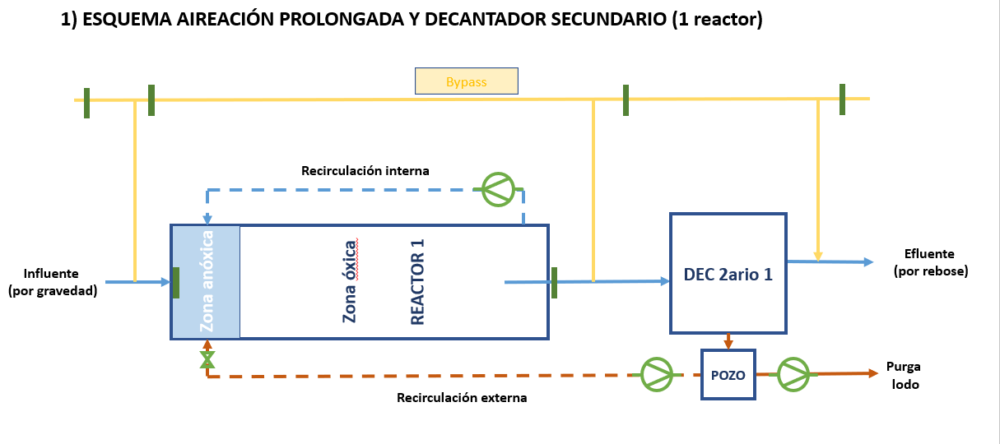 1) ESQUEMA AIREACIÓN PROLONGADA Y DECANTADOR SECUNDARIO (1 reactor)
Bypass
Recirculación interna
Influente
(por gravedad)
Zona anóxica
Zona óxica
REACTOR 1
DEC 2ario 1
Efluente
(por rebose)
POZO
Purga
lodo
Recirculación externa